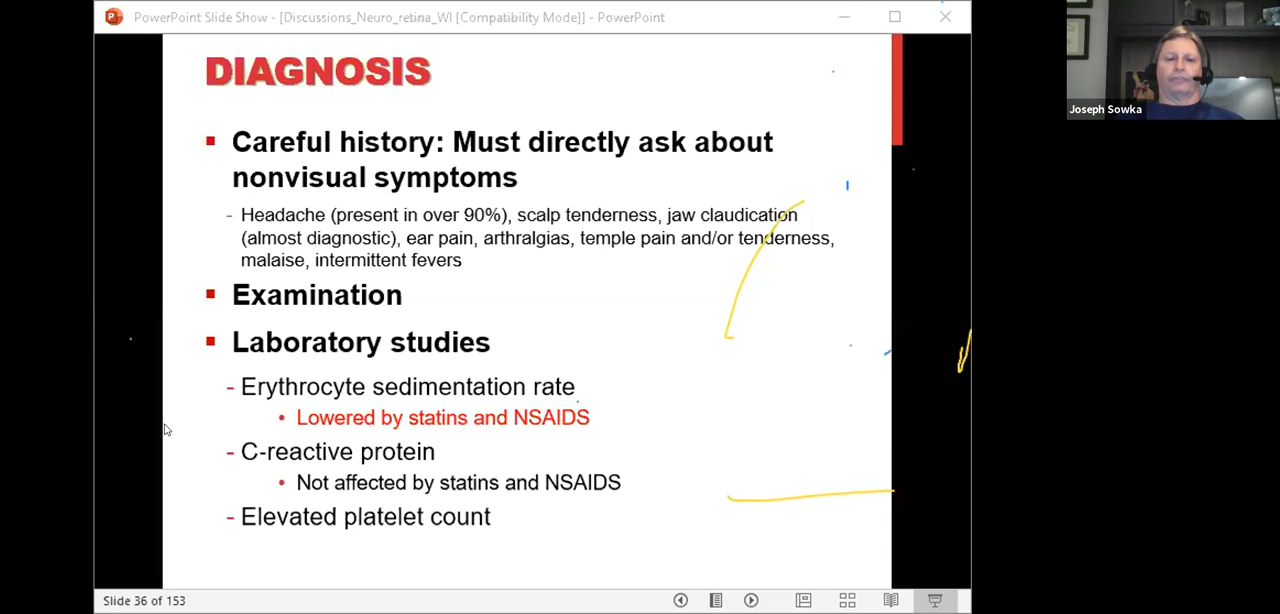 PowerPoint Slide Show - [Discussions_Neuro_retina_WI [Compatibility Mode]] - PowerPoint
DIAGNOSIS
▪ Careful history: Must directly ask about
nonvisual symptoms
- Headache (present in over 90%), scalp tenderness, jaw claudication
(almost diagnostic), ear pain, arthralgias, temple pain and/or tenderness,
malaise, intermittent fevers
▪ Examination
▪ Laboratory studies
- Erythrocyte sedimentation rate
• Lowered by statins and NSAIDS
- C-reactive protein
• Not affected by statins and NSAIDS
- Elevated platelet count
Slide 36 of 153
Joseph Sowka